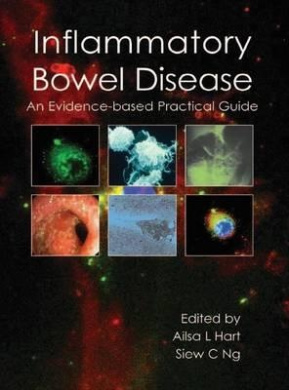 Inflammatory
Bowel Disease
An Evidence-based Practical Guide
Edited by
Ailsa L Hart
Siew C Ng